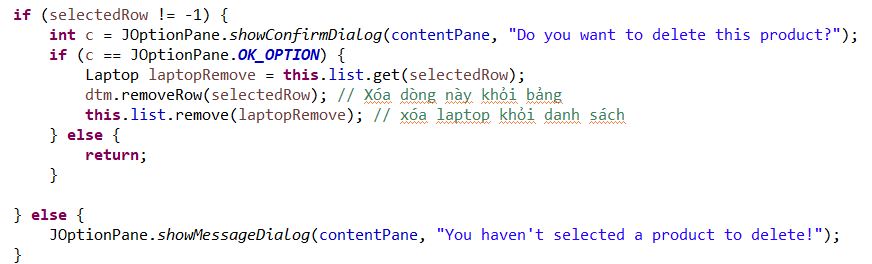 if (selectedRow != -1) {
    int c = JOptionPane.showConfirmDialog(contentPane, "Do you want to delete this product?");
    if (c == JOptionPane.OK_OPTION) {
        Laptop laptopRemove = this.list.get(selectedRow);
        dtm.removeRow(selectedRow); // Xóa dòng này khỏi bảng
        this.list.remove(laptopRemove); // xóa laptop khỏi danh sách
    } else {
        return;
    }

} else {
    JOptionPane.showMessageDialog(contentPane, "You haven't selected a product to delete!");
}